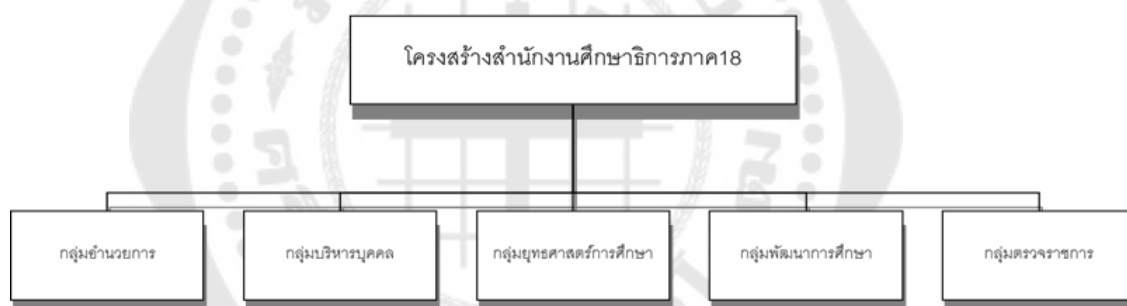 โครงสร้างสำนักงานศึกษาธิการภาค18
กลุ่มอำนวยการ
กลุ่มบริหารบุคคล
กลุ่มยุทธศาสตร์การศึกษา
กลุ่มพัฒนาการศึกษา
กลุ่มตรวจราชการ